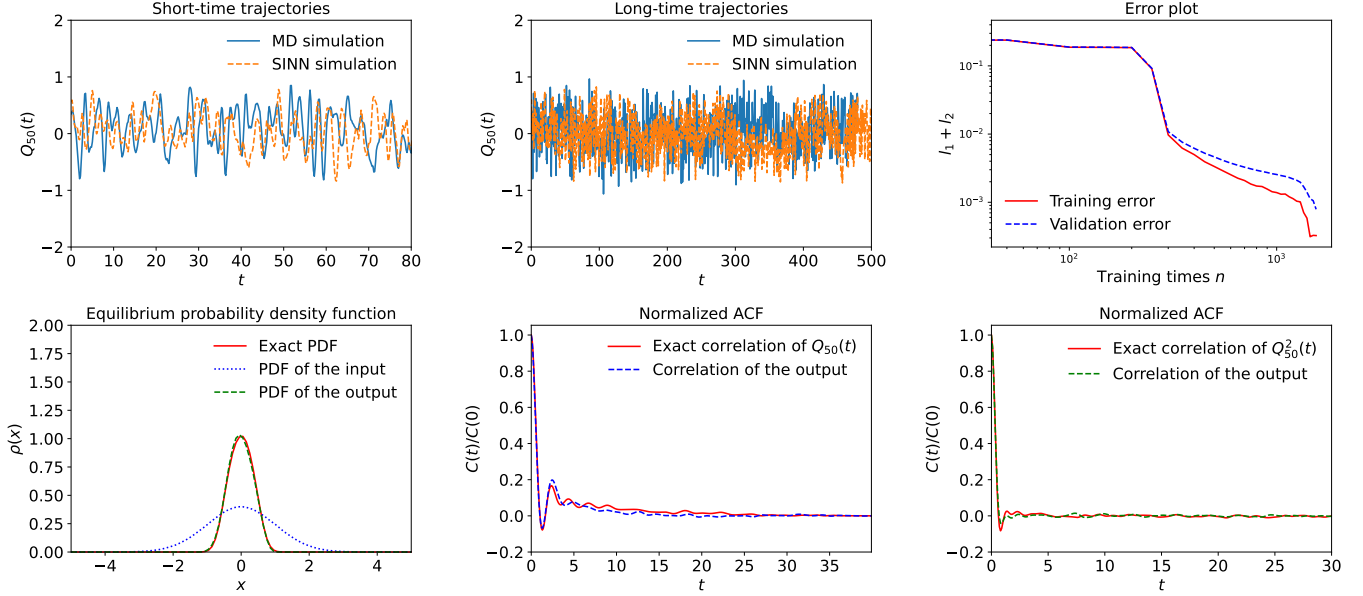 Short-time trajectories
2
1
0
−1
−2
Q₅₀(t)
MD simulation
SINN simulation
0 10 20 30 40 50 60 70 80
t
Long-time trajectories
2
1
0
−1
−2
Q₅₀(t)
MD simulation
SINN simulation
0 100 200 300 400 500
t
Error plot
10⁻¹
10⁻²
10⁻³
l₁ + l₂
Training error
Validation error
10² 10³
Training times n
Equilibrium probability density function
2.00
1.75
1.50
1.25
1.00
0.75
0.50
0.25
0.00
ρ(x)
Exact PDF
PDF of the input
PDF of the output
−4 −2 0 2 4
x
Normalized ACF
1.0
0.8
0.6
0.4
0.2
0.0
−0.2
C(t)/C(0)
Exact correlation of Q₅₀(t)
Correlation of the output
0 5 10 15 20 25 30 35
t
Normalized ACF
1.0
0.8
0.6
0.4
0.2
0.0
−0.2
C(t)/C(0)
Exact correlation of Q²₅₀(t)
Correlation of the output
0 5 10 15 20 25 30
t